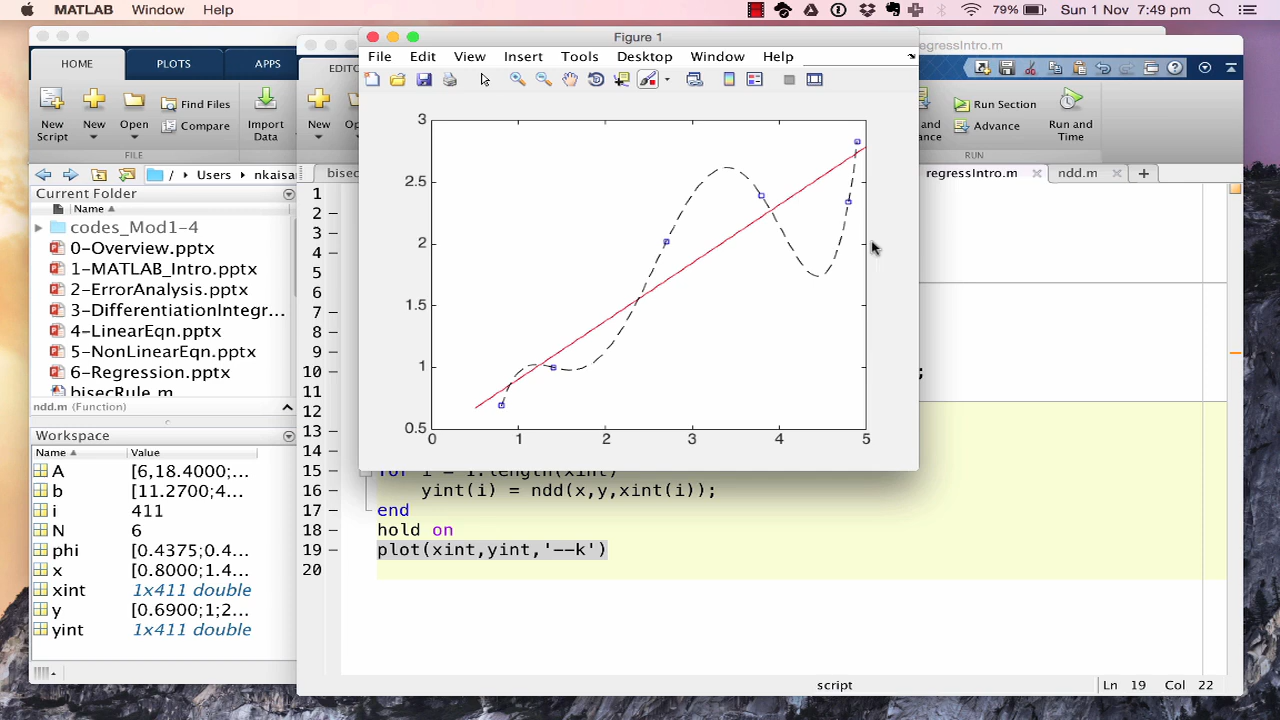 MATLAB Window Help 79% Sun 1 Nov 7:49 pm
Figure 1
regressIntro.m
File Edit View Insert Tools Desktop Window Help
HOME PLOTS APPS
New Script
New
Open
Find Files
Compare
Import Data
FILE
New
Run Section
Advance
Run and Time
RUN
/ Users nkaisa
bisec
regressIntro.m
ndd.m
Current Folder
Name
codes_Mod1-4
0-Overview.pptx
1-MATLAB_Intro.pptx
2-ErrorAnalysis.pptx
3-DifferentiationIntegr...
4-LinearEqn.pptx
5-NonLinearEqn.pptx
6-Regression.pptx
bisecRule.m
ndd.m (Function)
Workspace
Name Value
A [6,18.4000;...
b [11.2700;4...
i 411
N 6
phi [0.4375;0.4...
x [0.8000;1.4...
xint 1x411 double
y [0.6900;1;2...
yint 1x411 double
3
2.5
2
1.5
1
0.5
0 1 2 3 4 5
1
2
3
4
5
6
7
8
9
10 ;
11
12
13
14
15 for i = 1:length(xint)
16 yint(i) = ndd(x,y,xint(i));
17 end
18 hold on
19 plot(xint,yint,'--k')
20
script Ln 19 Col 22